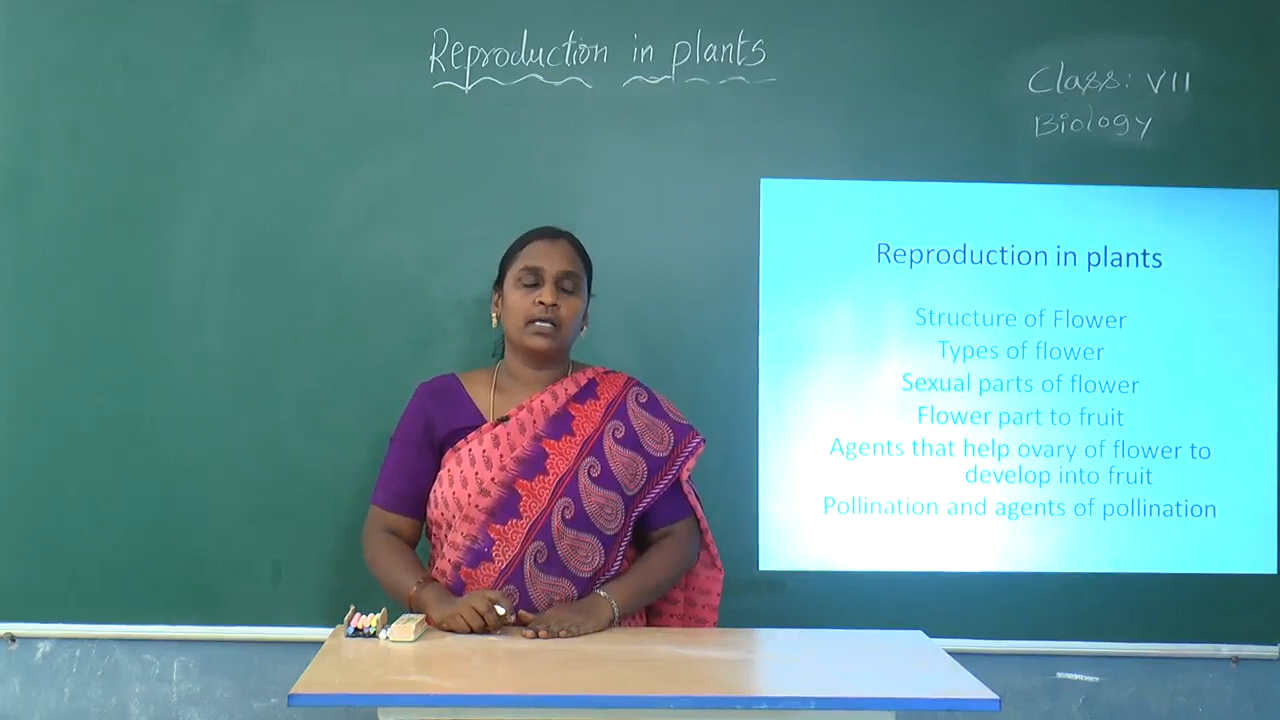 Reproduction in plants
Class: VII
Biology
Reproduction in plants
Structure of Flower
Types of flower
Sexual parts of flower
Flower part to fruit
Agents that help ovary of flower to
develop into fruit
Pollination and agents of pollination